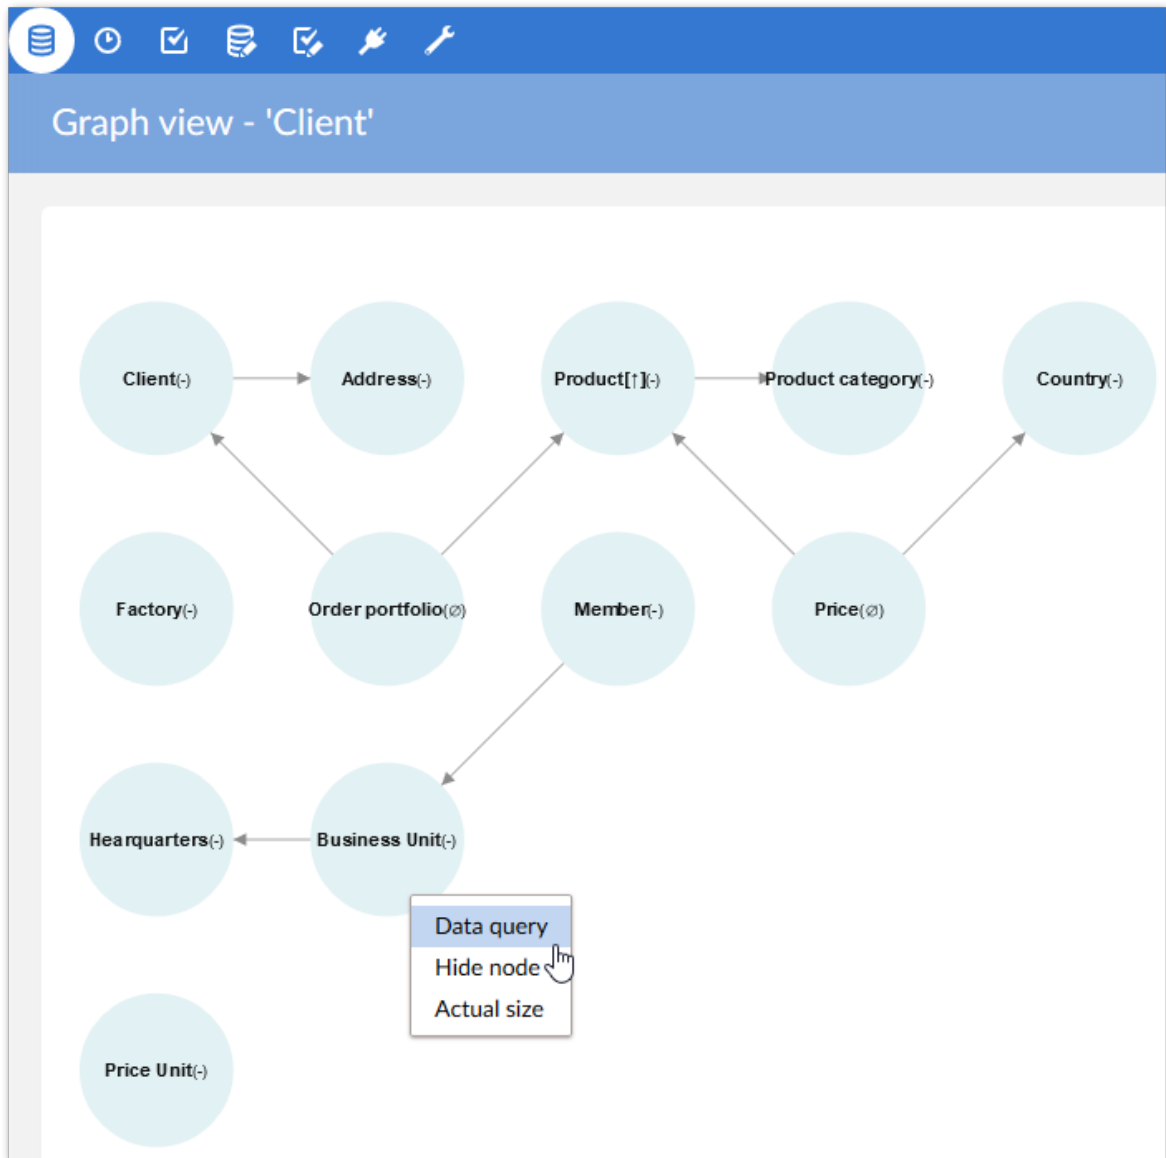 Graph view - 'Client'
Client(-)
Address(-)
Product[↑](-)
Product category(-)
Country(-)
Factory(-)
Order portfolio(∅)
Member(-)
Price(∅)
Hearquarters(-)
Business Unit(-)
Data query
Hide node
Actual size
Price Unit(-)